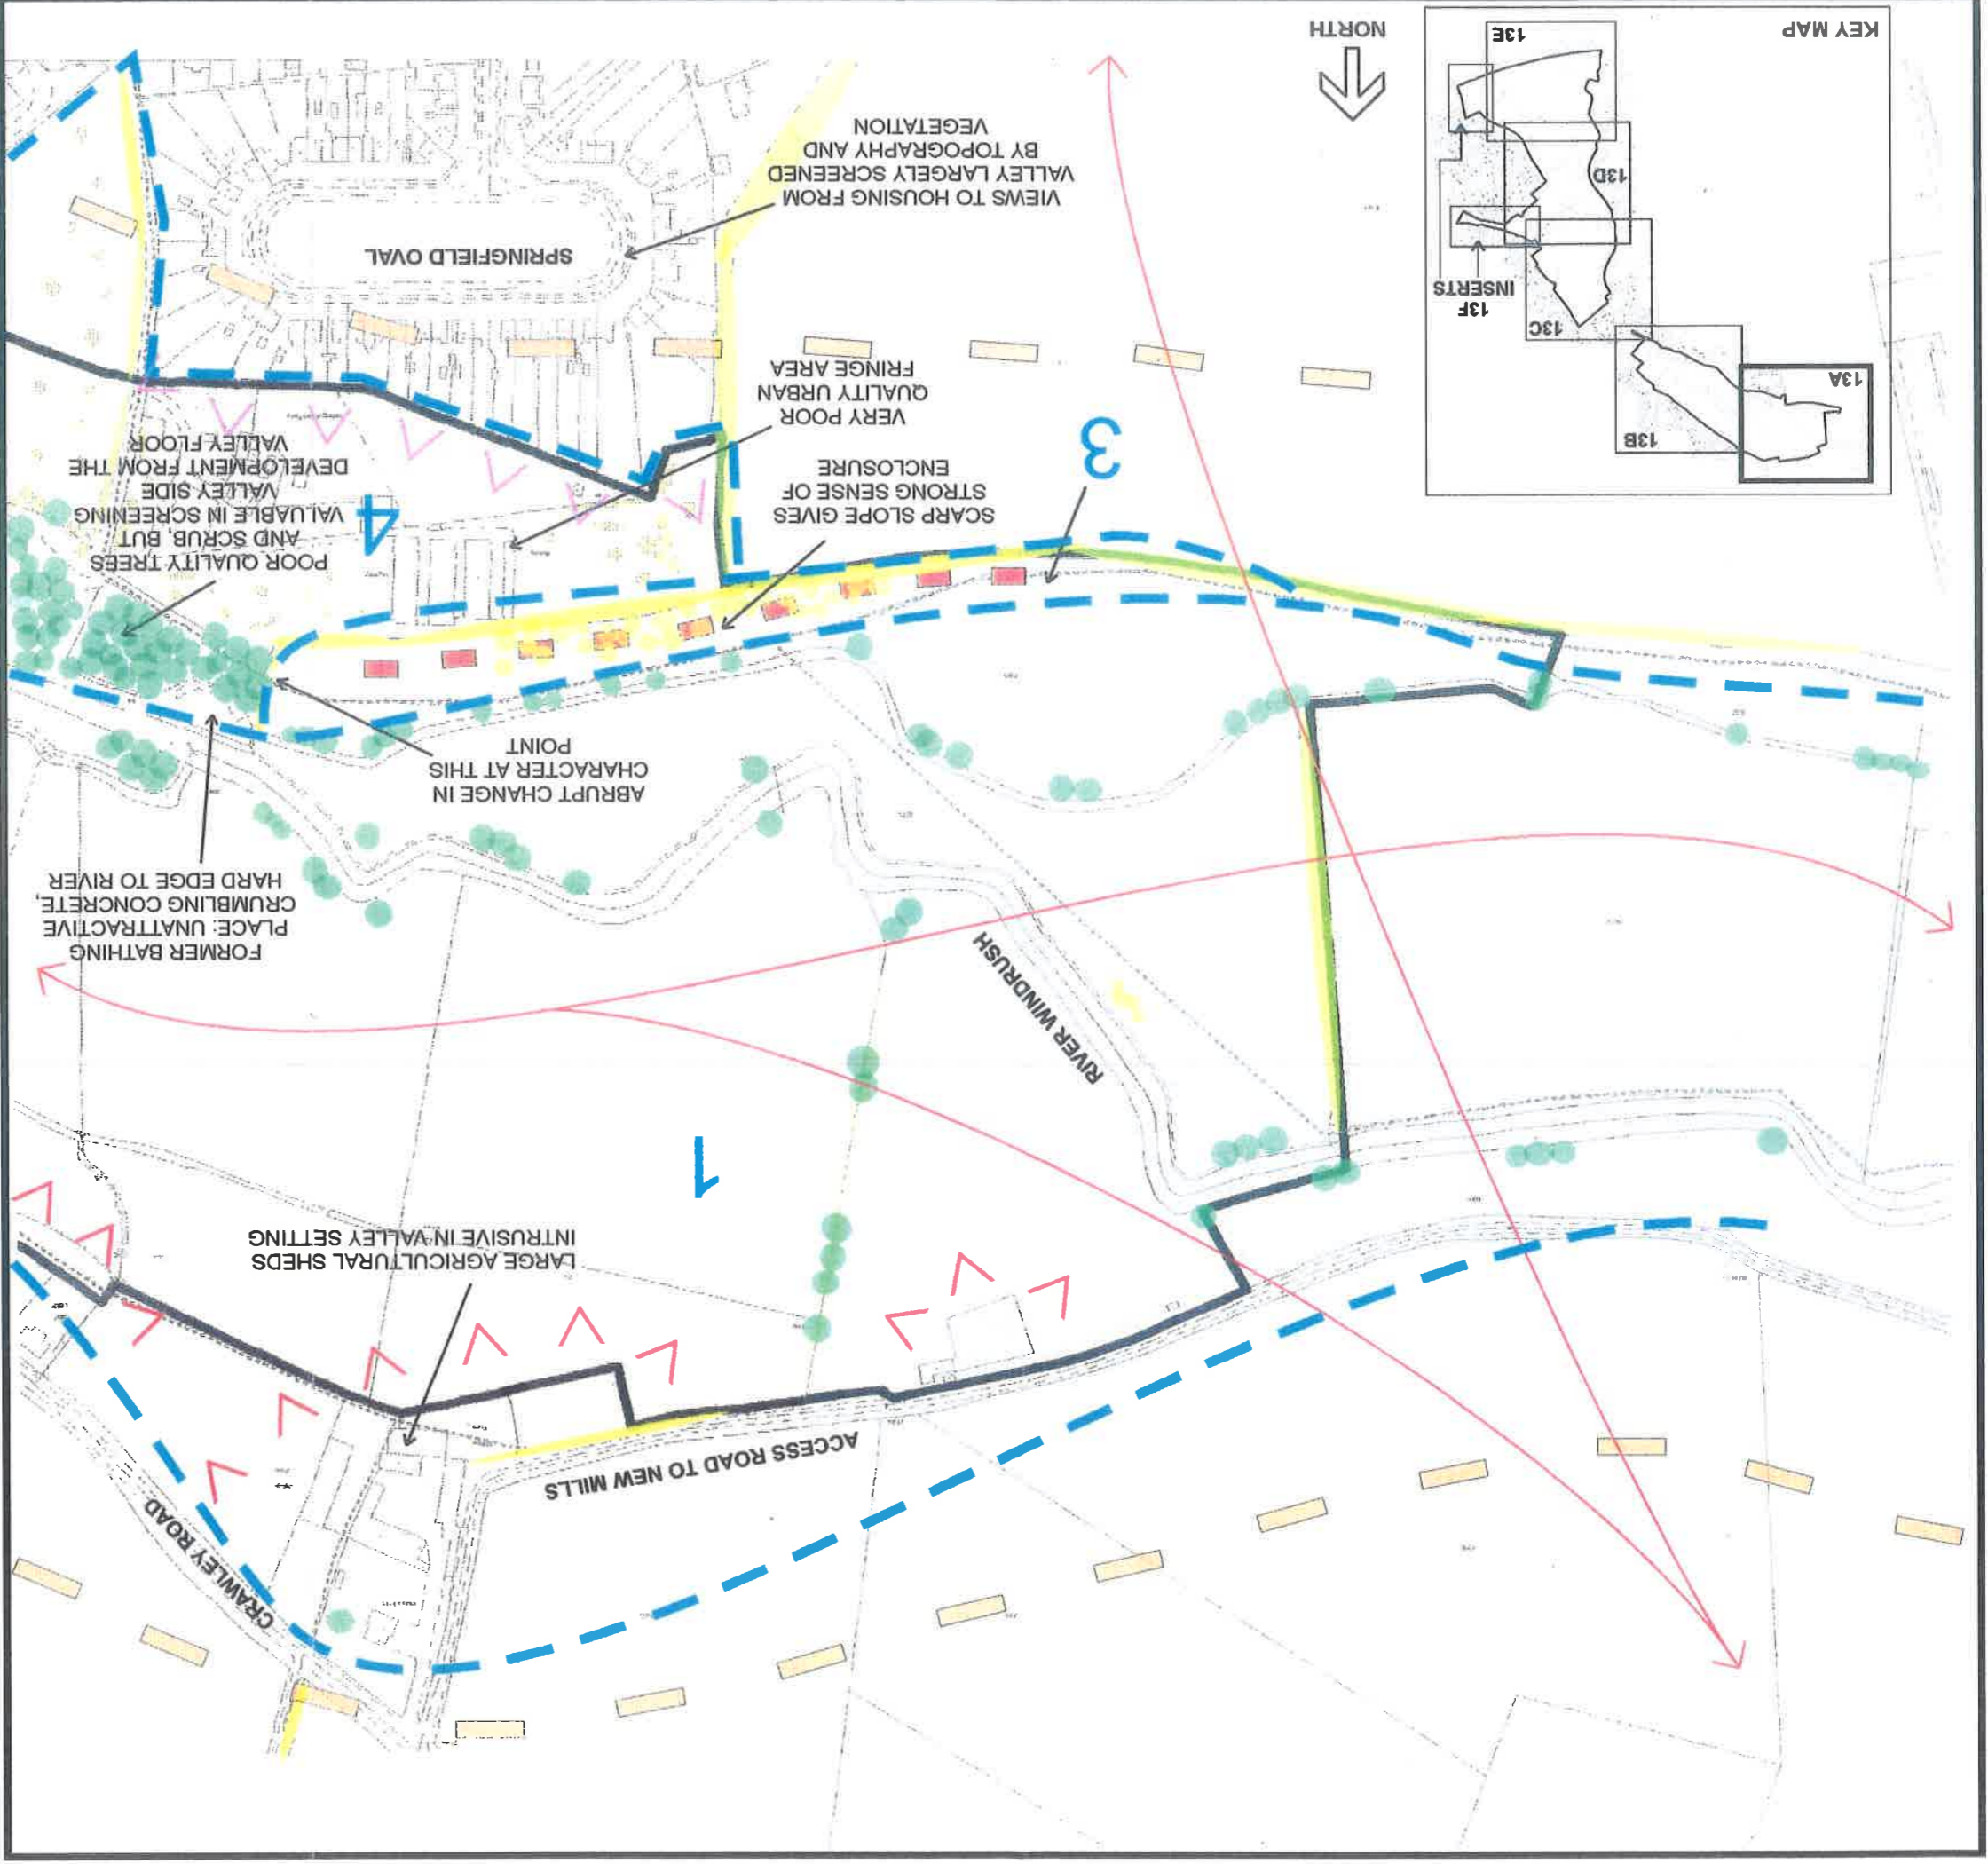 LARGE AGRICULTURAL SHEDS
INTRUSIVE IN VALLEY SETTING
CRAWLEY ROAD
ACCESS ROAD TO NEW MILLS
1
RIVER WINDRUSH
FORMER BATHING
PLACE: UNATTRACTIVE
CRUMBLING CONCRETE,
HARD EDGE TO RIVER
ABRUPT CHANGE IN
CHARACTER AT THIS
POINT
POOR QUALITY TREES
AND SCRUB, BUT
VALUABLE IN SCREENING
VALLEY SIDE
DEVELOPMENT FROM THE
VALLEY FLOOR
4
SCARP SLOPE GIVES
STRONG SENSE OF
ENCLOSURE
3
VERY POOR
QUALITY URBAN
FRINGE AREA
SPRINGFIELD OVAL
VIEWS TO HOUSING FROM
VALLEY LARGELY SCREENED
BY TOPOGRAPHY AND
VEGETATION
NORTH
13A
13B
13C
13F
INSERTS
13D
13E
KEY MAP